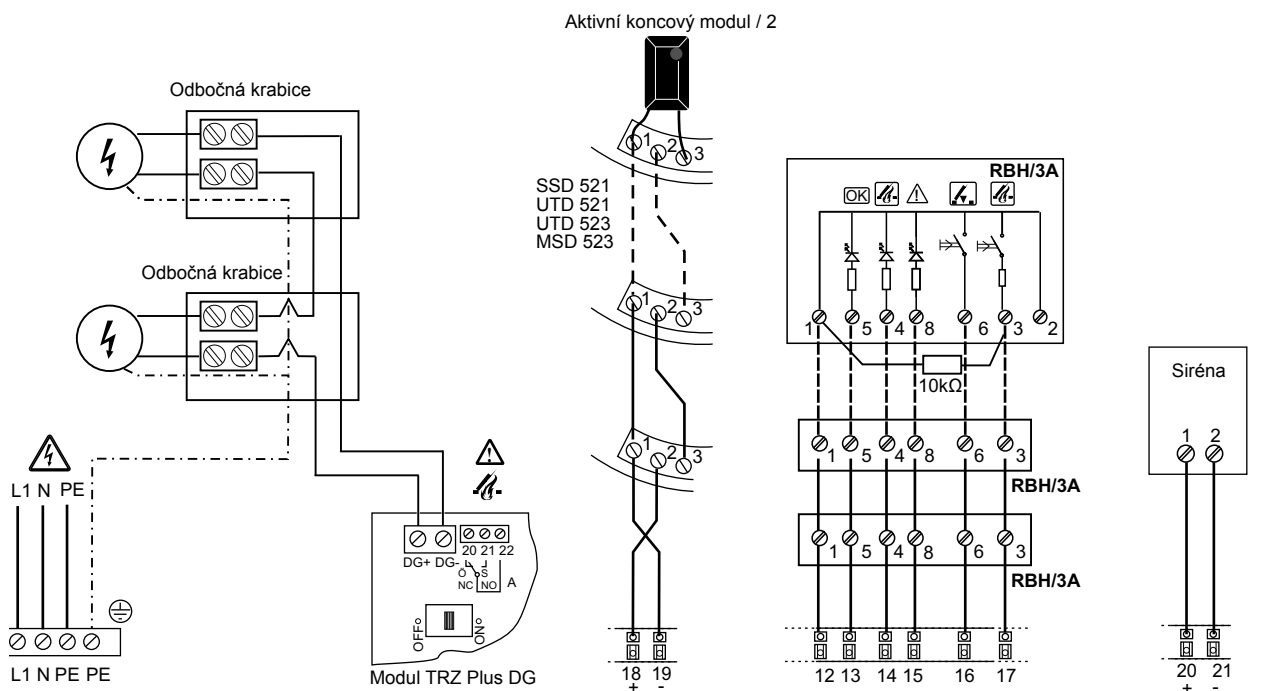 Aktivní koncový modul / 2
Odbočná krabice
Odbočná krabice
1 2 3
SSD 521
UTD 521
UTD 523
MSD 523
1 2 3
1 2 3
RBH/3A
OK
1 5 4 8 6 3 2
10kΩ
1 5 4 8 6 3
RBH/3A
1 5 4 8 6 3
RBH/3A
Siréna
1 2
L1 N PE
DG+ DG-
20 21 22
Ö S
NC NO A
OFF
ON
L1 N PE PE
Modul TRZ Plus DG
18 19
+ -
12 13 14 15 16 17
20 21
+ -